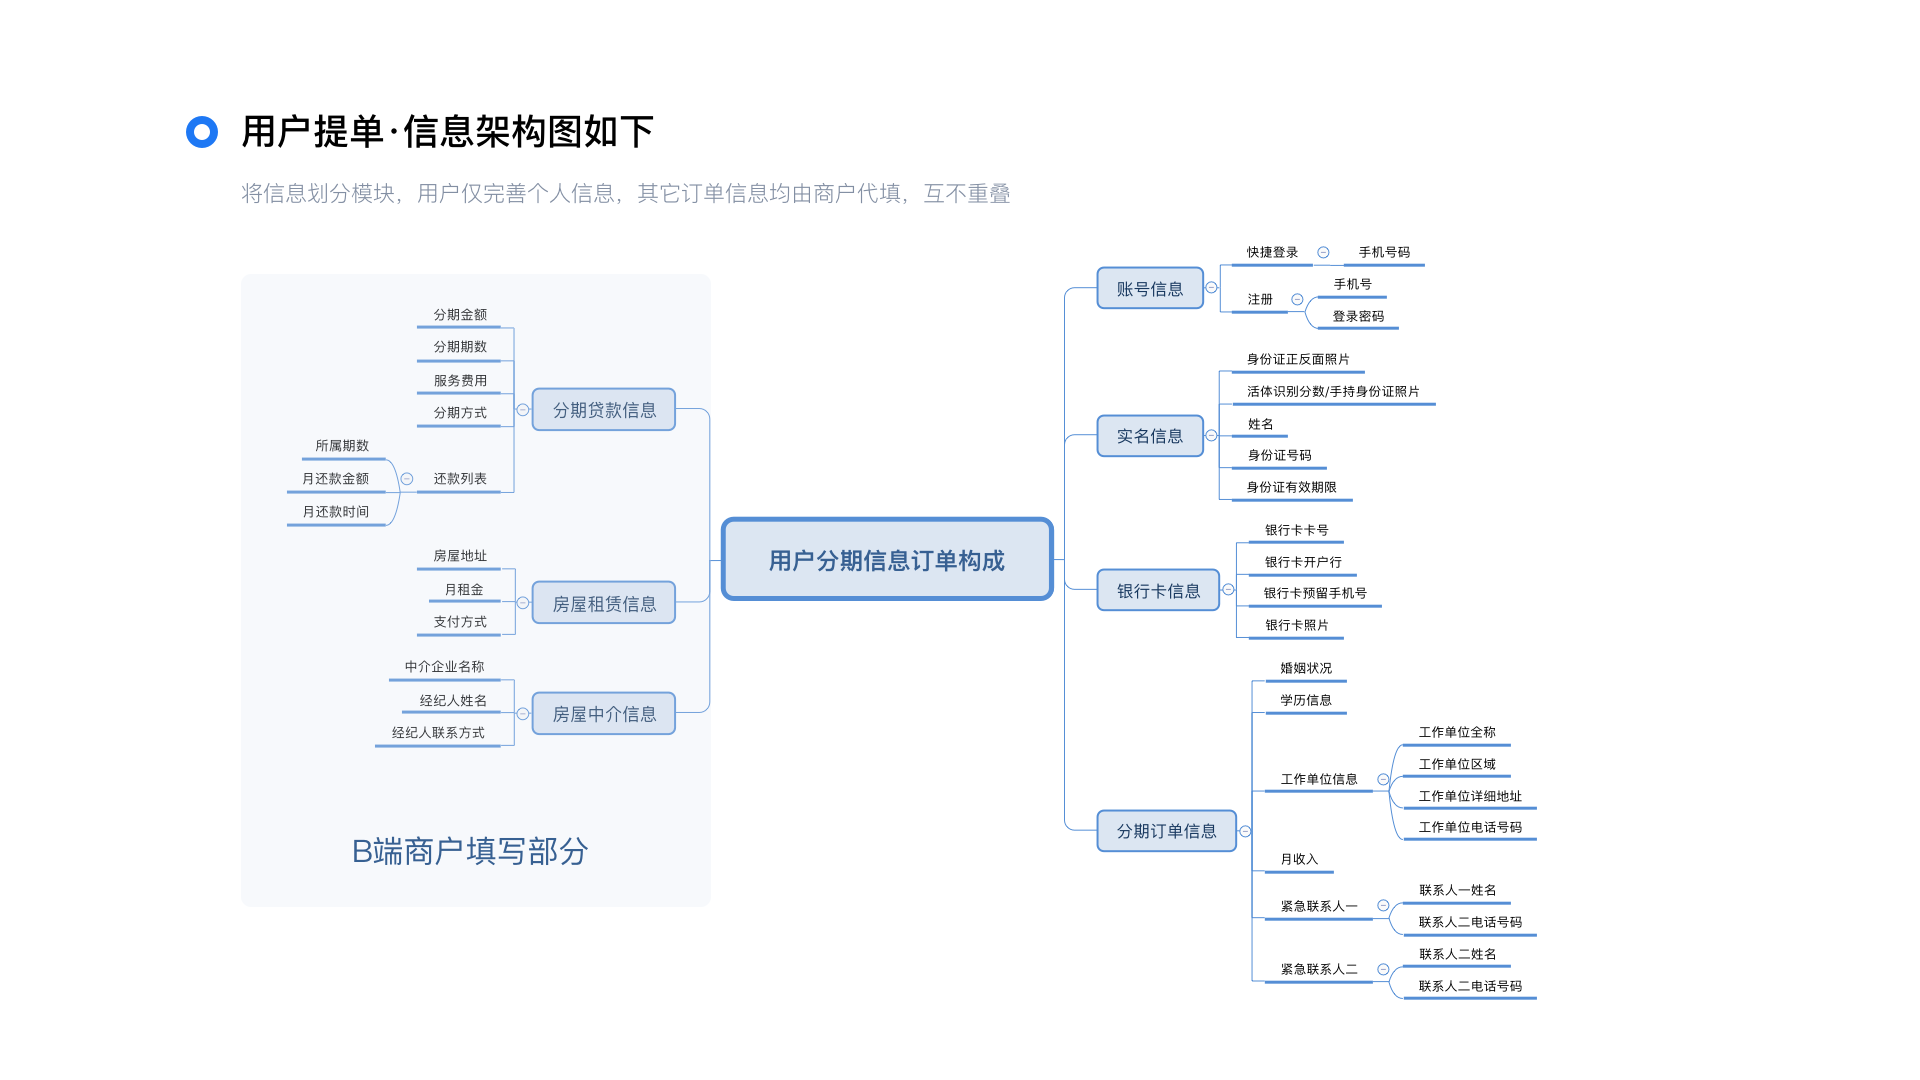 用户提单·信息架构图如下
将信息划分模块，用户仅完善个人信息，其它订单信息均由商户代填，互不重叠
分期金额
分期期数
服务费用
分期方式
所属期数
月还款金额
月还款时间
还款列表
分期贷款信息
房屋地址
月租金
支付方式
房屋租赁信息
中介企业名称
经纪人姓名
经纪人联系方式
房屋中介信息
B端商户填写部分
用户分期信息订单构成
账号信息
快捷登录
手机号码
注册
手机号
登录密码
实名信息
身份证正反面照片
活体识别分数/手持身份证照片
姓名
身份证号码
身份证有效期限
银行卡信息
银行卡卡号
银行卡开户行
银行卡预留手机号
银行卡照片
分期订单信息
婚姻状况
学历信息
工作单位信息
工作单位全称
工作单位区域
工作单位详细地址
工作单位电话号码
月收入
紧急联系人一
联系人一姓名
联系人二电话号码
紧急联系人二
联系人二姓名
联系人二电话号码